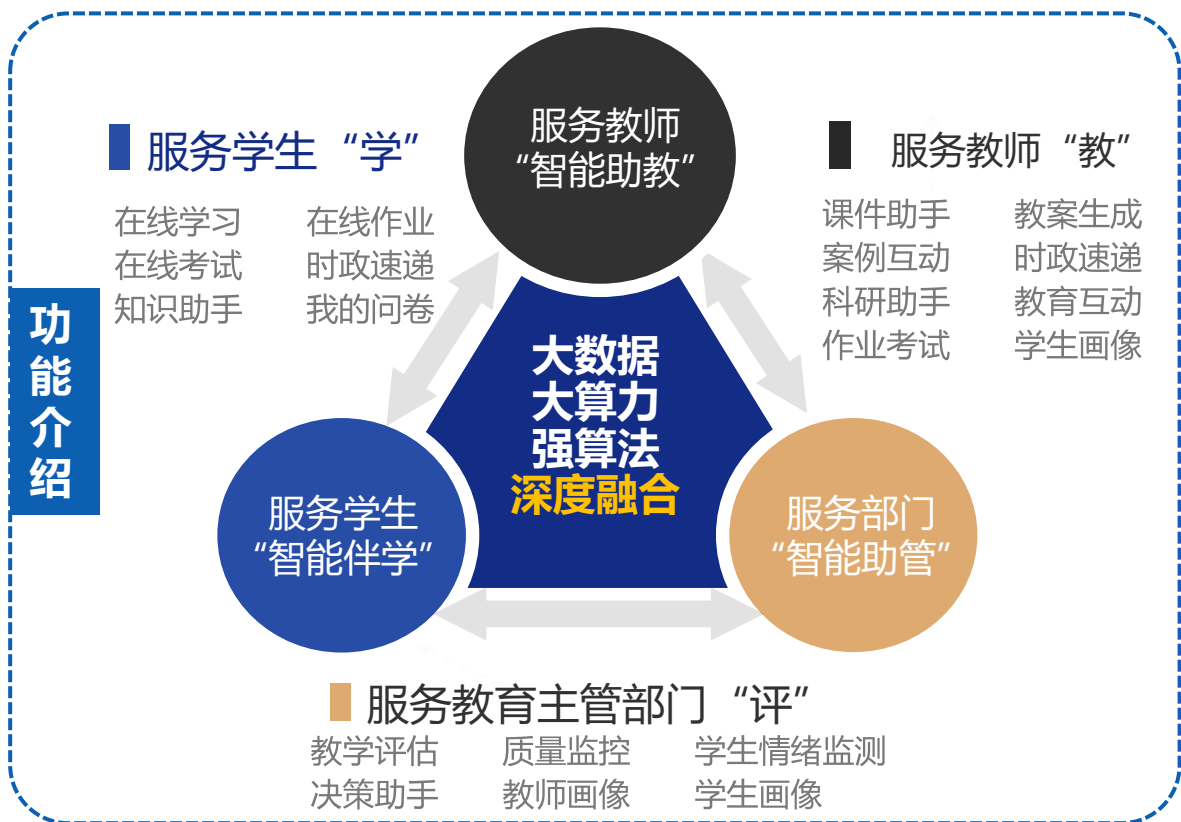 功能介绍
服务学生“学”
在线学习 在线作业
在线考试 时政速递
知识助手 我的问卷
服务教师
“智能助教”
服务教师“教”
课件助手 教案生成
案例互动 时政速递
科研助手 教育互动
作业考试 学生画像
大数据
大算力
强算法
深度融合
服务学生
“智能伴学”
服务部门
“智能助管”
服务教育主管部门“评”
教学评估 质量监控 学生情绪监测
决策助手 教师画像 学生画像